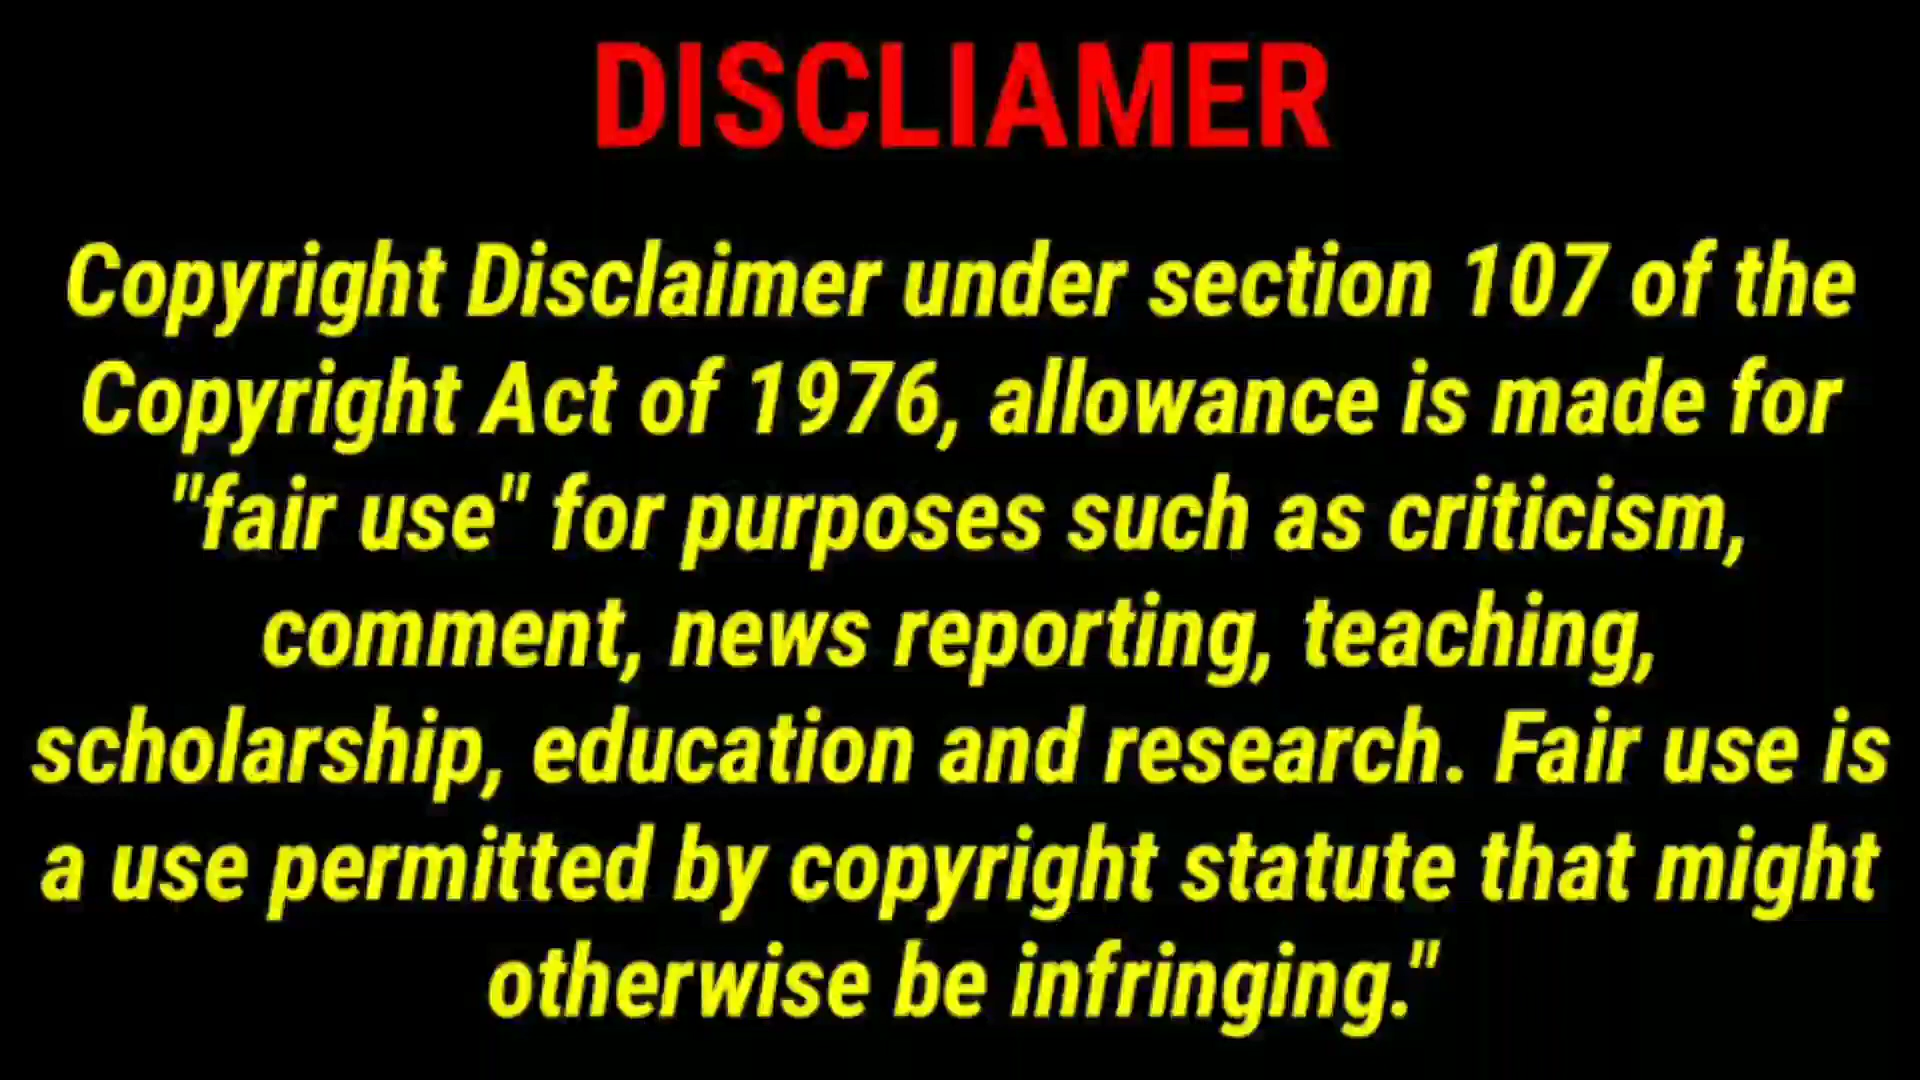 DISCLIAMER
Copyright Disclaimer under section 107 of the
Copyright Act of 1976, allowance is made for
"fair use" for purposes such as criticism,
comment, news reporting, teaching,
scholarship, education and research. Fair use is
a use permitted by copyright statute that might
otherwise be infringing."